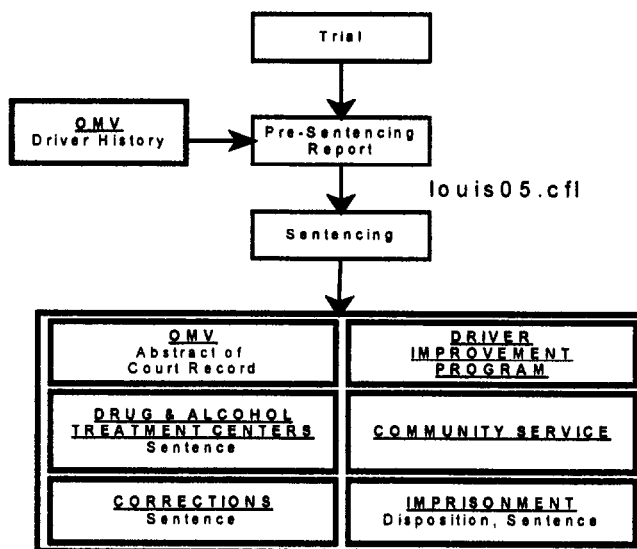 Trial
OMV
Driver History
Pre-Sentencing
Report
louis05.cfl
Sentencing
OMV
Abstract of
Court Record
DRIVER
IMPROVEMENT
PROGRAM
DRUG & ALCOHOL
TREATMENT CENTERS
Sentence
COMMUNITY SERVICE
CORRECTIONS
Sentence
IMPRISONMENT
Disposition, Sentence